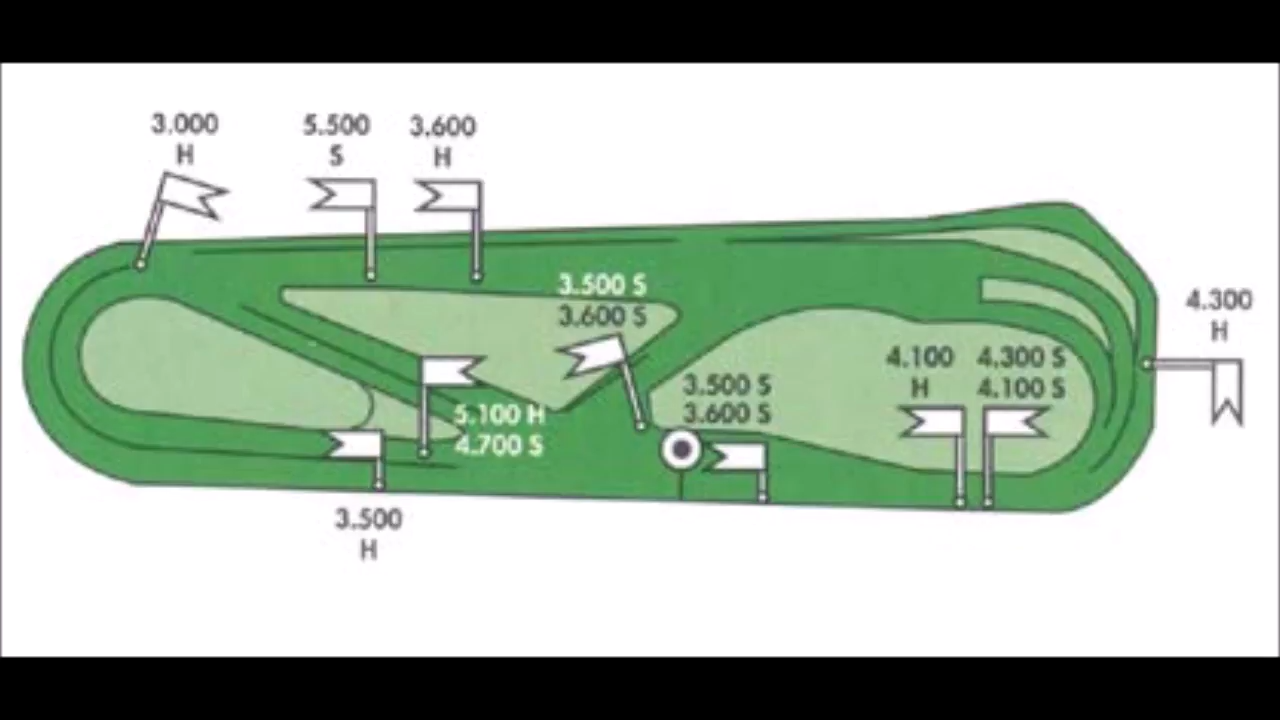 3.000
H
5.500
S
3.600
H
3.500 S
3.600 S
4.300
H
4.100
H
4.300 S
4.100 S
3.500 S
3.600 S
5.100 H
4.700 S
3.500
H